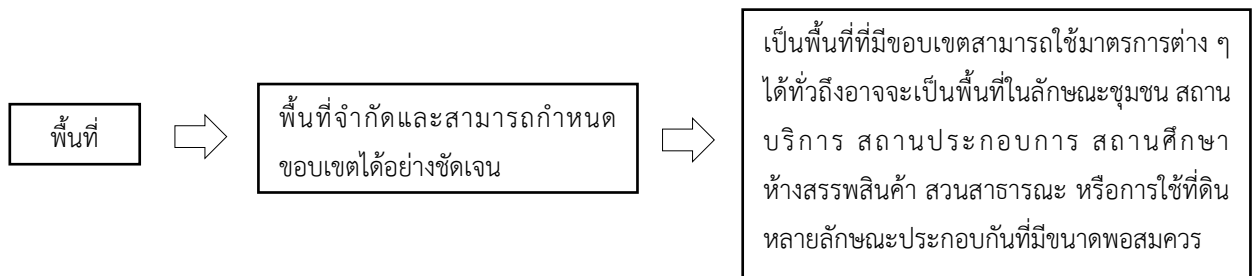 พื้นที่
พื้นที่จำกัดและสามารถกำหนด
ขอบเขตได้อย่างชัดเจน
เป็นพื้นที่ที่มีขอบเขตสามารถใช้มาตรการต่าง ๆ
ได้ทั่วถึงอาจจะเป็นพื้นที่ในลักษณะชุมชน สถาน
บริการ สถานประกอบการ สถานศึกษา
ห้างสรรพสินค้า สวนสาธารณะ หรือการใช้ที่ดิน
หลายลักษณะประกอบกันที่มีขนาดพอสมควร